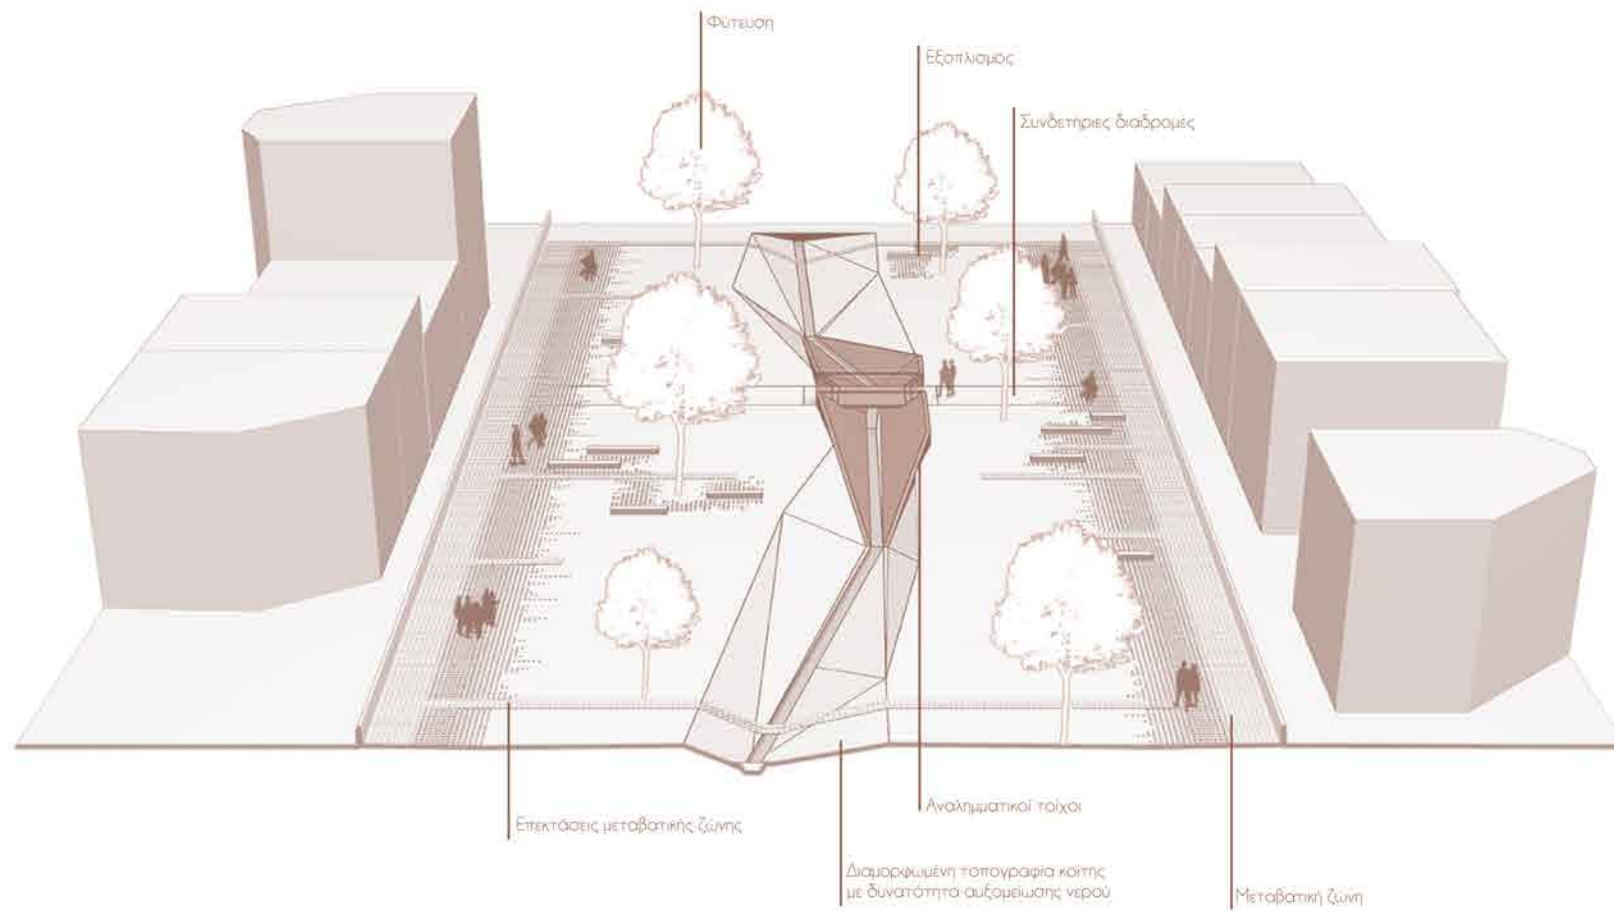 Φύτευση
Εξοπλισμός
Συνδετήριες διαδρομές
Αναλημματικοί τοίχοι
Επεκτάσεις μεταβατικής ζώνης
Διαμορφωμένη τοπογραφία κοίτης
με δυνατότητα αυξομείωσης νερού
Μεταβατική ζώνη